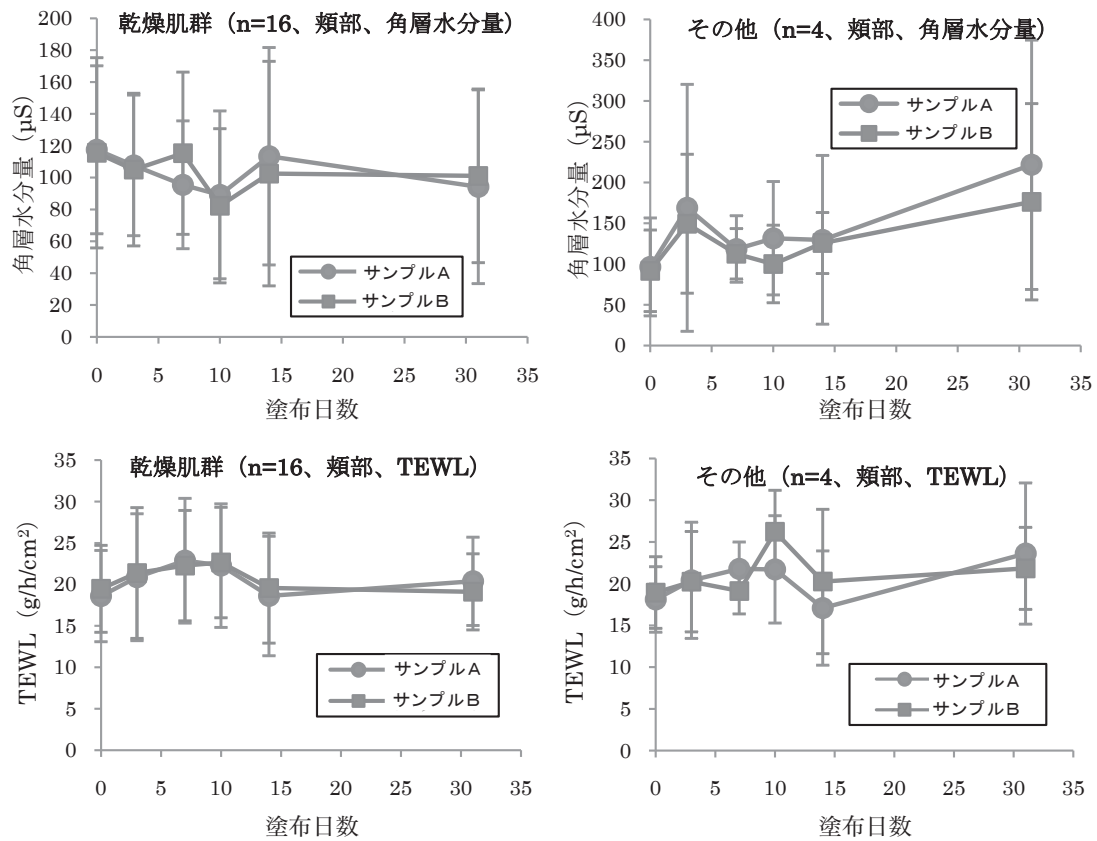 乾燥肌群（n=16、頬部、角層水分量）
角層水分量（μS）
200
180
160
140
120
100
80
60
40
20
0
サンプルA
サンプルB
0 5 10 15 20 25 30 35
塗布日数
その他（n=4、頬部、角層水分量）
角層水分量（μS）
400
350
300
250
200
150
100
50
0
サンプルA
サンプルB
0 5 10 15 20 25 30 35
塗布日数
乾燥肌群（n=16、頬部、TEWL）
TEWL（g/h/cm²）
35
30
25
20
15
10
5
0
サンプルA
サンプルB
0 5 10 15 20 25 30 35
塗布日数
その他（n=4、頬部、TEWL）
TEWL（g/h/cm²）
35
30
25
20
15
10
5
0
サンプルA
サンプルB
0 5 10 15 20 25 30 35
塗布日数